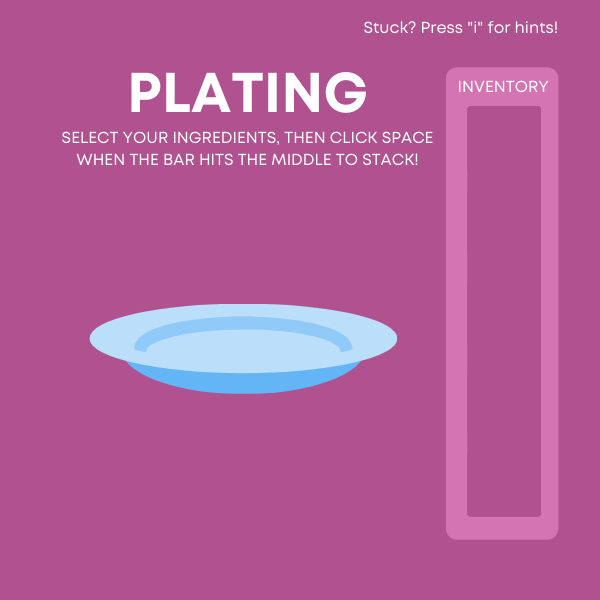 Stuck? Press "i" for hints!
PLATING
INVENTORY
SELECT YOUR INGREDIENTS, THEN CLICK SPACE
WHEN THE BAR HITS THE MIDDLE TO STACK!